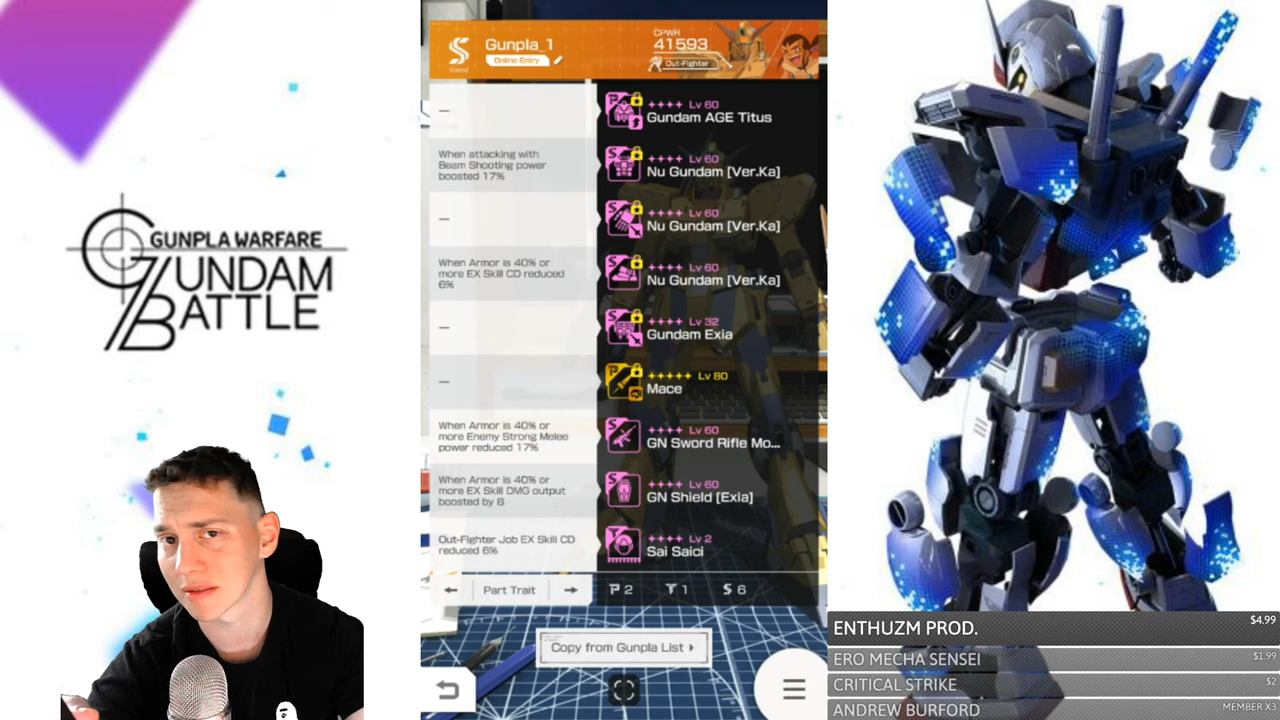 GUNPLA WARFARE
GUNDAM
BATTLE
S
Gunpla_1
Online Entry
CPWR
41593
Out-Fighter
—
Lv 60
Gundam AGE Titus
When attacking with
Beam Shooting power
boosted 17%
Lv 60
Nu Gundam [Ver.Ka]
—
Lv 60
Nu Gundam [Ver.Ka]
When Armor is 40% or
more EX Skill CD reduced
6%
Lv 60
Nu Gundam [Ver.Ka]
—
Lv 32
Gundam Exia
—
Lv 80
Mace
When Armor is 40% or
more Enemy Strong Melee
power reduced 17%
Lv 60
GN Sword Rifle Mo...
When Armor is 40% or
more EX Skill DMG output
boosted by 8
Lv 60
GN Shield [Exia]
Out-Fighter Job EX Skill CD
reduced 6%
Lv 2
Sai Saici
Part Trait
P 2 T 1 S 6
Copy from Gunpla List
ENTHUZM PROD. $4.99
ERO MECHA SENSEI $1.99
CRITICAL STRIKE $2
ANDREW BURFORD MEMBER X3